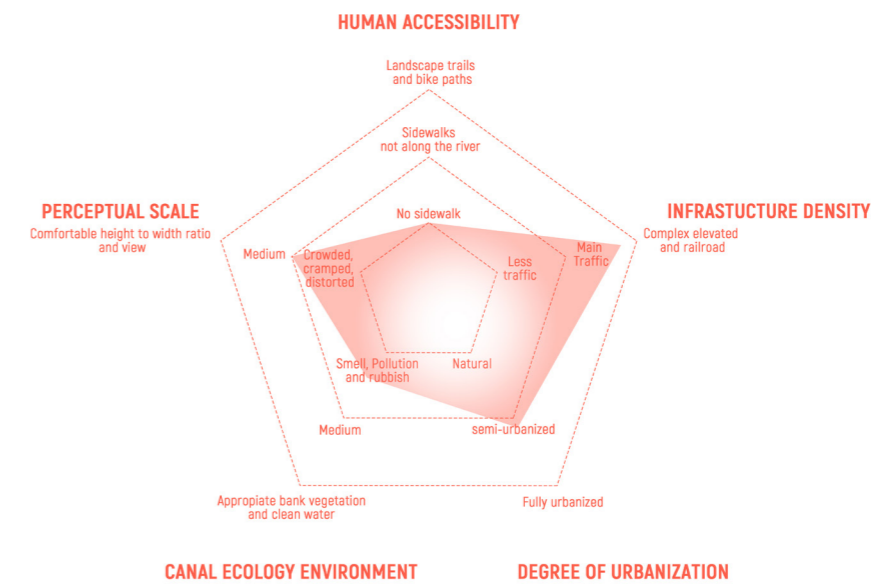 HUMAN ACCESSIBILITY
Landscape trails
and bike paths
Sidewalks
not along the river
No sidewalk
PERCEPTUAL SCALE
Comfortable height to width ratio
and view
Medium
Crowded,
cramped,
distorted
INFRASTUCTURE DENSITY
Complex elevated
and railroad
Main
Traffic
Less
traffic
Smell, Pollution
and rubbish
Natural
Medium
semi-urbanized
Appropiate bank vegetation
and clean water
Fully urbanized
CANAL ECOLOGY ENVIRONMENT
DEGREE OF URBANIZATION